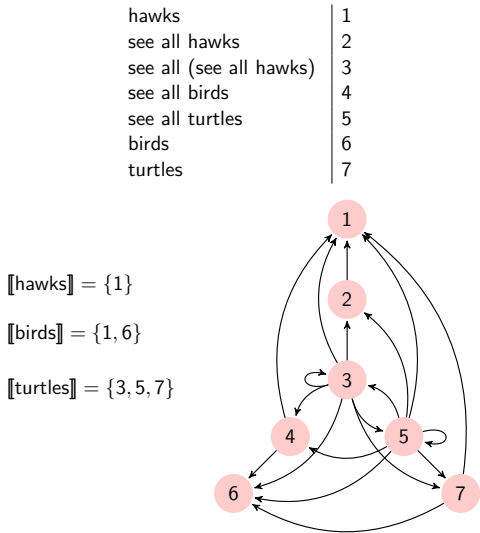 hawks 1
see all hawks 2
see all (see all hawks) 3
see all birds 4
see all turtles 5
birds 6
turtles 7
1
⟦hawks⟧ = {1}
2
⟦birds⟧ = {1, 6}
3
⟦turtles⟧ = {3, 5, 7}
4 5
6 7